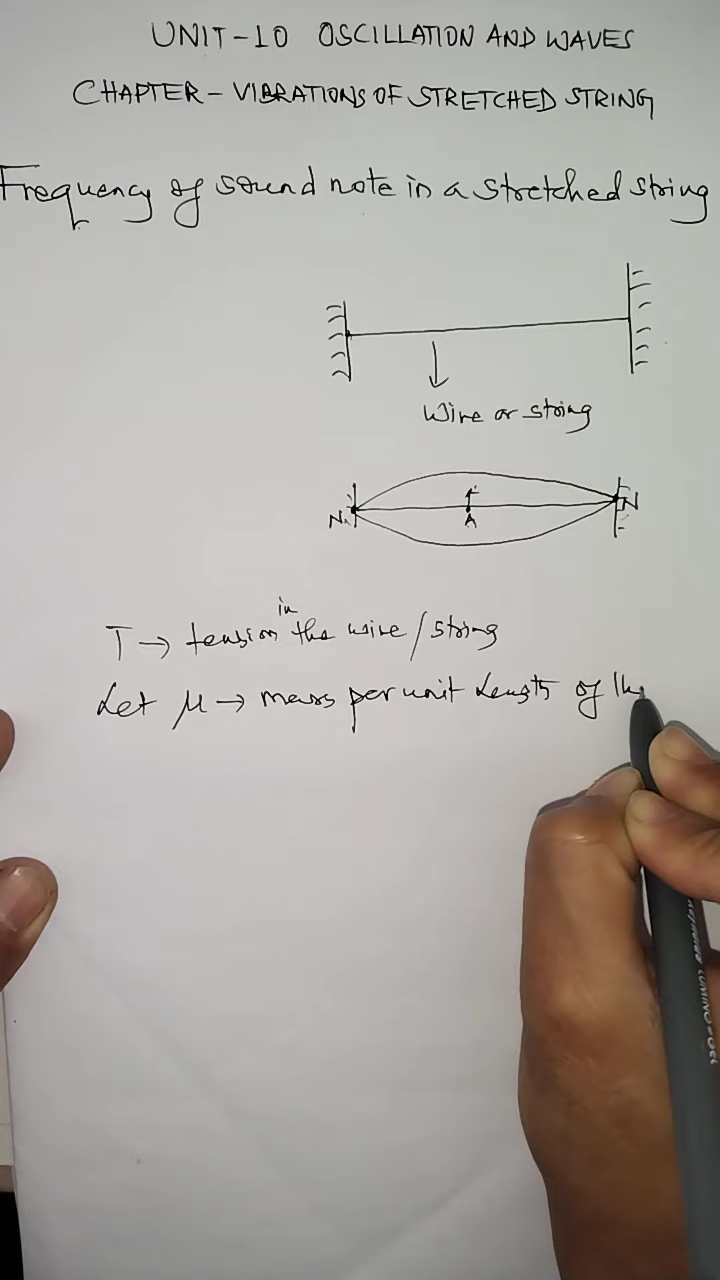 UNIT-10 OSCILLATION AND WAVES
CHAPTER - VIBRATIONS OF STRETCHED STRING
Frequency of sound note in a stretched string
Wire or string
N A N
in
T → tension the wire / string
Let μ → mass per unit length of the